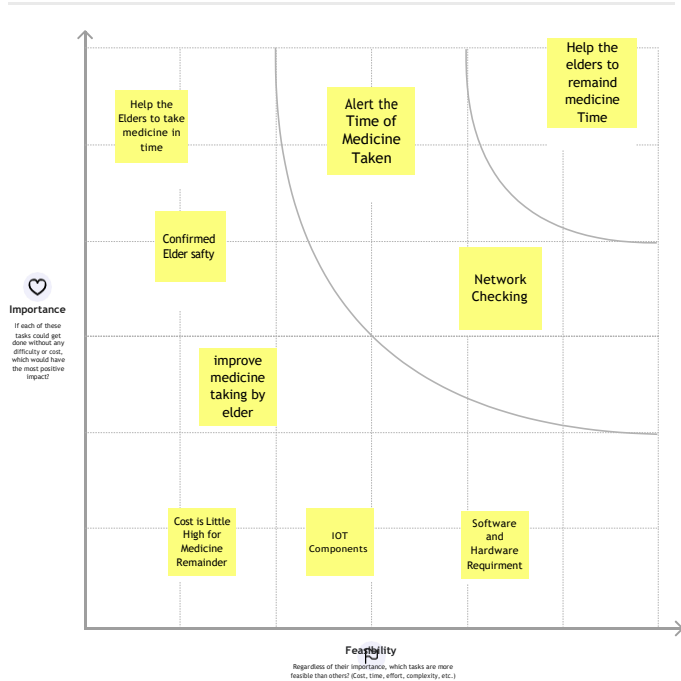 Help the
elders to
remaind
medicine
Time
Help the
Elders to take
medicine in
time
Alert the
Time of
Medicine
Taken
Confirmed
Elder safty
Network
Checking
Importance
If each of these
tasks could get
done without any
difficulty or cost,
which would have
the most positive
impact?
improve
medicine
taking by
elder
Cost is Little
High for
Medicine
Remainder
IOT
Components
Software
and
Hardware
Requirment
Feasibility
Regardless of their importance, which tasks are more
feasible than others? (Cost, time, effort, complexity, etc.)